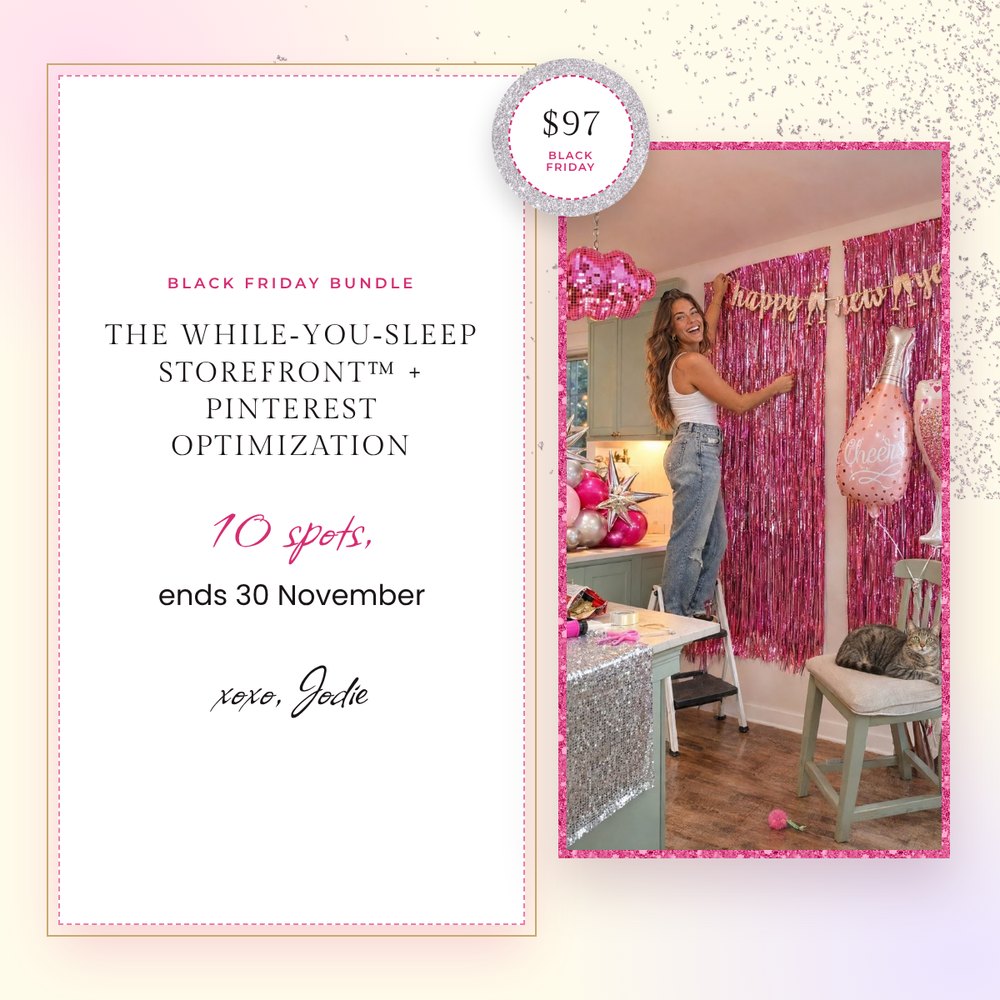 $97
BLACK
FRIDAY
BLACK FRIDAY BUNDLE
THE WHILE-YOU-SLEEP
STOREFRONT™ +
PINTEREST
OPTIMIZATION
10 spots,
ends 30 November
xoxo, Jodie
happy new ye
Cheers